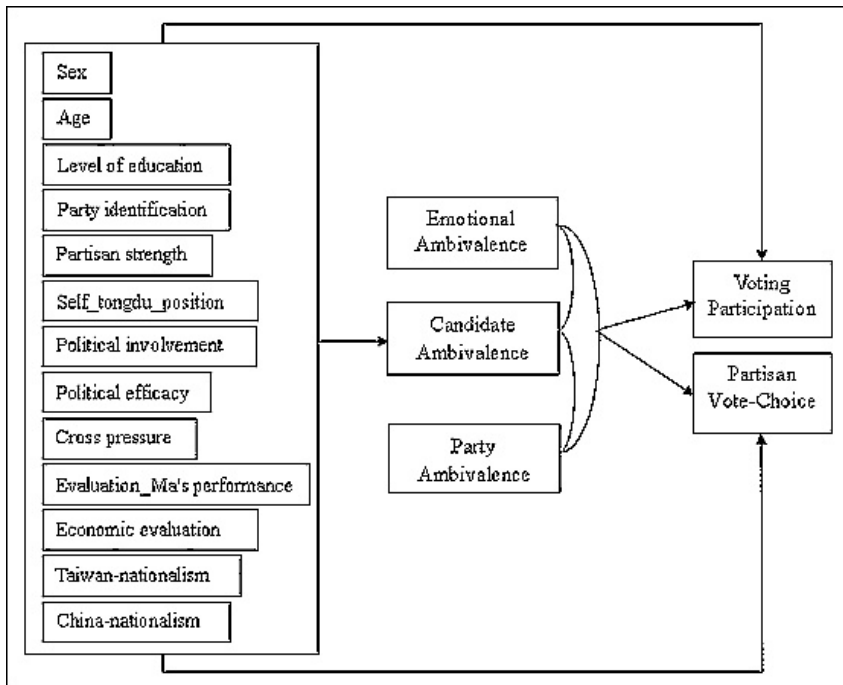 Sex
Age
Level of education
Party identification
Partisan strength
Self_tongdu_position
Political involvement
Political efficacy
Cross pressure
Evaluation_Ma's performance
Economic evaluation
Taiwan-nationalism
China-nationalism
Emotional
Ambivalence
Candidate
Ambivalence
Party
Ambivalence
Voting
Participation
Partisan
Vote-Choice